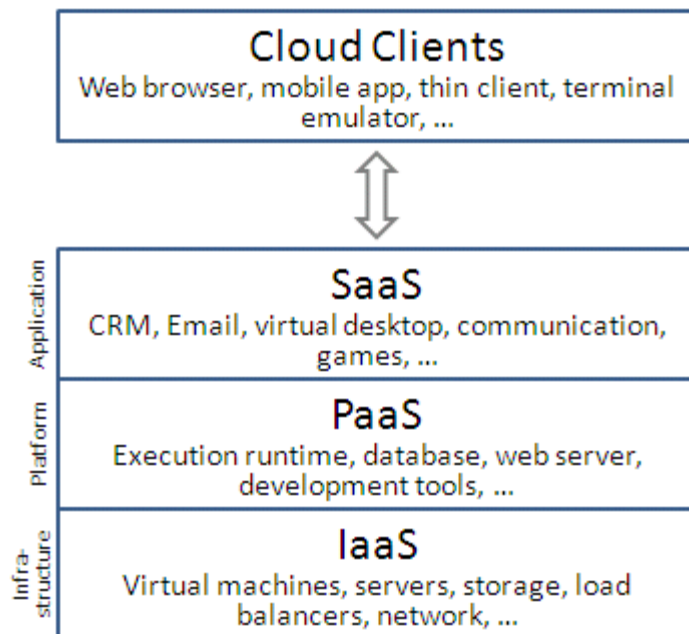 Cloud Clients
Web browser, mobile app, thin client, terminal
emulator, ...
Application
SaaS
CRM, Email, virtual desktop, communication,
games, ...
Platform
PaaS
Execution runtime, database, web server,
development tools, ...
Infra-
structure
IaaS
Virtual machines, servers, storage, load
balancers, network, ...